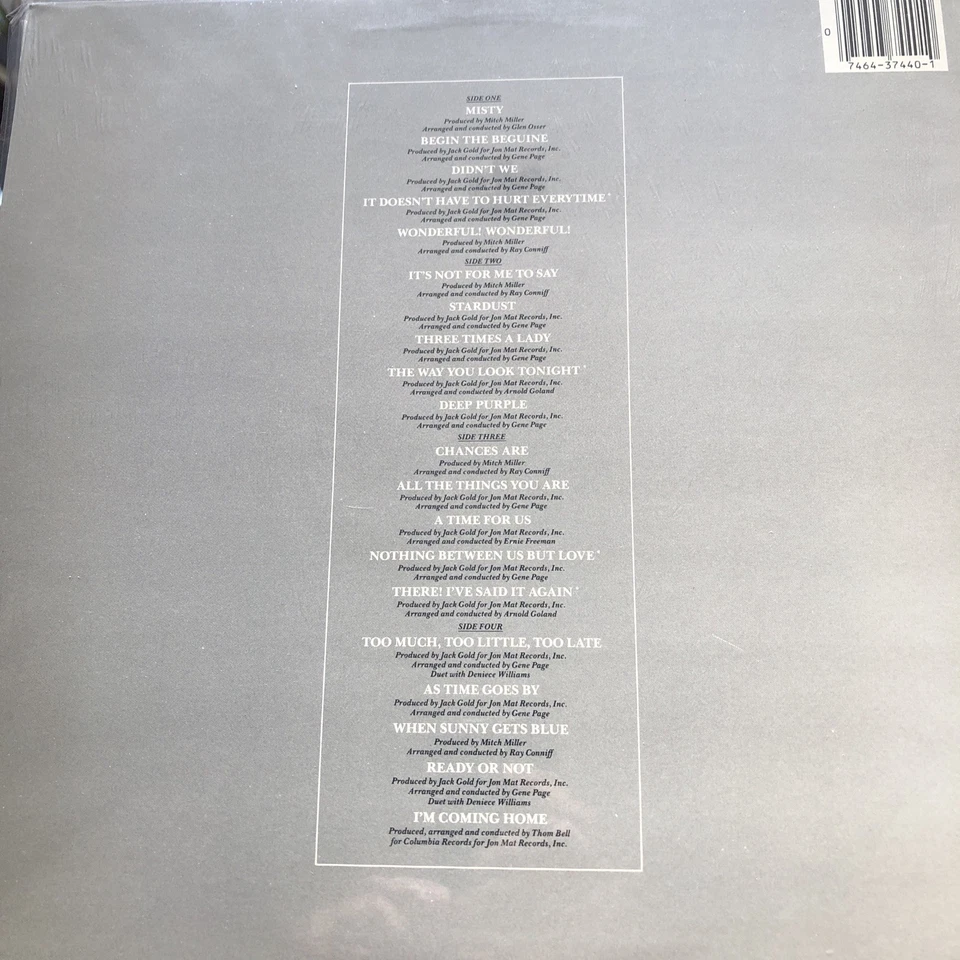 0
7464-37440-1
SIDE ONE
MISTY
Produced by Mitch Miller
Arranged and conducted by Glen Osser
BEGIN THE BEGUINE
Produced by Jack Gold for Jon Mat Records, Inc.
Arranged and conducted by Gene Page
DIDN'T WE
Produced by Jack Gold for Jon Mat Records, Inc.
Arranged and conducted by Gene Page
IT DOESN'T HAVE TO HURT EVERYTIME*
Produced by Jack Gold for Jon Mat Records, Inc.
Arranged and conducted by Gene Page
WONDERFUL! WONDERFUL!
Produced by Mitch Miller
Arranged and conducted by Ray Conniff
SIDE TWO
IT'S NOT FOR ME TO SAY
Produced by Mitch Miller
Arranged and conducted by Ray Conniff
STARDUST
Produced by Jack Gold for Jon Mat Records, Inc.
Arranged and conducted by Gene Page
THREE TIMES A LADY
Produced by Jack Gold for Jon Mat Records, Inc.
Arranged and conducted by Gene Page
THE WAY YOU LOOK TONIGHT*
Produced by Jack Gold for Jon Mat Records, Inc.
Arranged and conducted by Arnold Goland
DEEP PURPLE
Produced by Jack Gold for Jon Mat Records, Inc.
Arranged and conducted by Gene Page
SIDE THREE
CHANCES ARE
Produced by Mitch Miller
Arranged and conducted by Ray Conniff
ALL THE THINGS YOU ARE
Produced by Jack Gold for Jon Mat Records, Inc.
Arranged and conducted by Gene Page
A TIME FOR US
Produced by Jack Gold for Jon Mat Records, Inc.
Arranged and conducted by Ernie Freeman
NOTHING BETWEEN US BUT LOVE*
Produced by Jack Gold for Jon Mat Records, Inc.
Arranged and conducted by Gene Page
THERE! I'VE SAID IT AGAIN*
Produced by Jack Gold for Jon Mat Records, Inc.
Arranged and conducted by Arnold Goland
SIDE FOUR
TOO MUCH, TOO LITTLE, TOO LATE
Produced by Jack Gold for Jon Mat Records, Inc.
Arranged and conducted by Gene Page
Duet with Deniece Williams
AS TIME GOES BY
Produced by Jack Gold for Jon Mat Records, Inc.
Arranged and conducted by Gene Page
WHEN SUNNY GETS BLUE
Produced by Mitch Miller
Arranged and conducted by Ray Conniff
READY OR NOT
Produced by Jack Gold for Jon Mat Records, Inc.
Arranged and conducted by Gene Page
Duet with Deniece Williams
I'M COMING HOME
Produced, arranged and conducted by Thom Bell
for Columbia Records for Jon Mat Records, Inc.